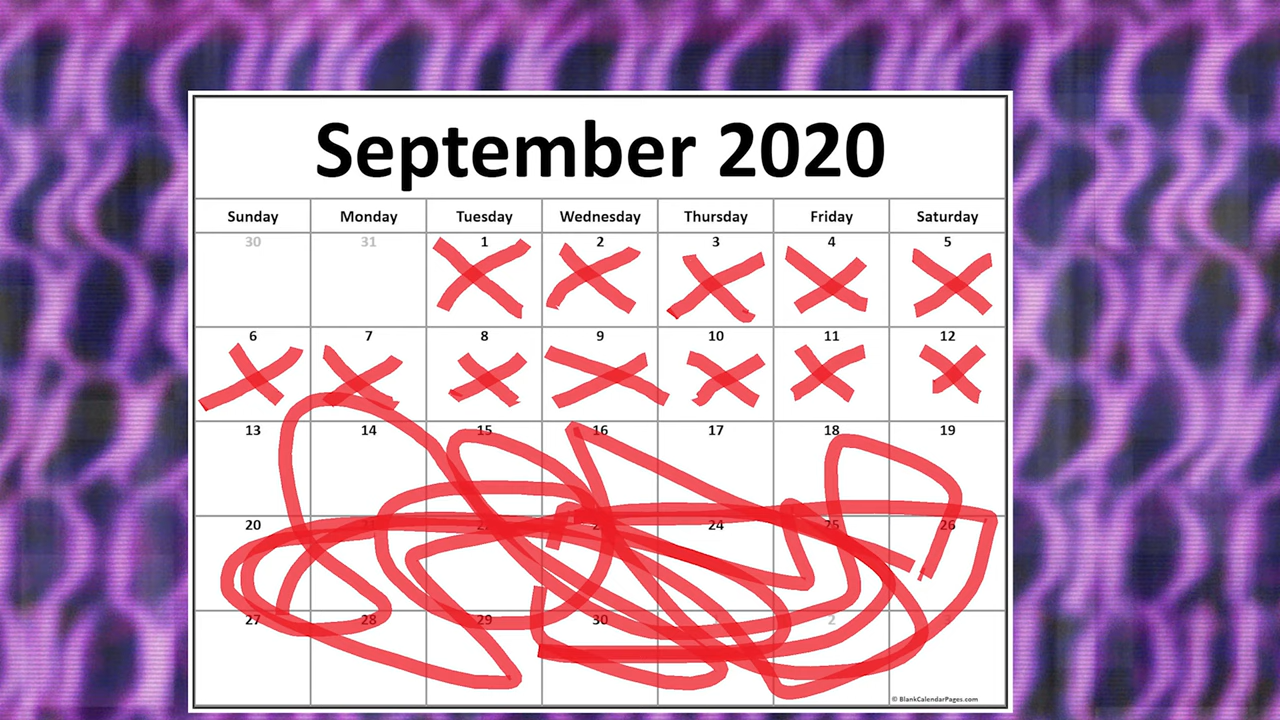 September 2020
Sunday Monday Tuesday Wednesday Thursday Friday Saturday
30 31 1 2 3 4 5
6 7 8 9 10 11 12
13 14 15 16 17 18 19
20 21 24 25 26
27 28 29 30 2
© BlankCalendarPages.com